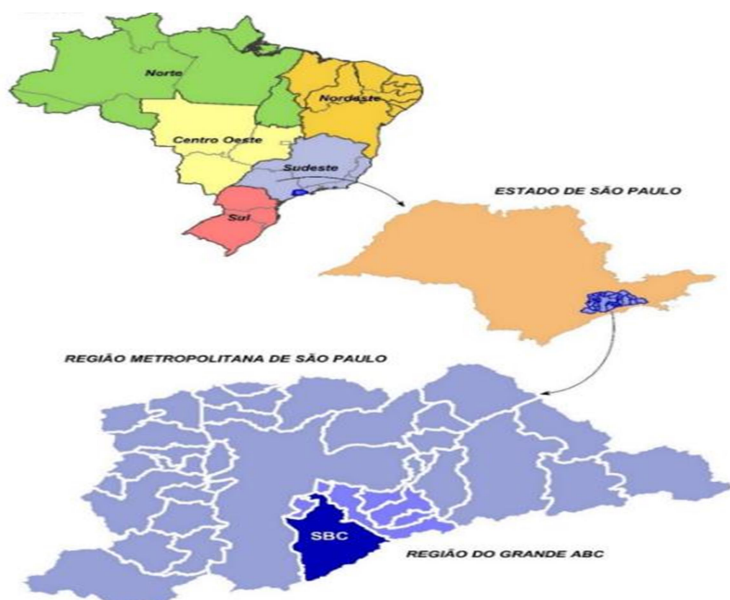 Norte
Nordeste
Centro Oeste
Sudeste
Sul
ESTADO DE SÃO PAULO
REGIÃO METROPOLITANA DE SÃO PAULO
SBC
REGIÃO DO GRANDE ABC